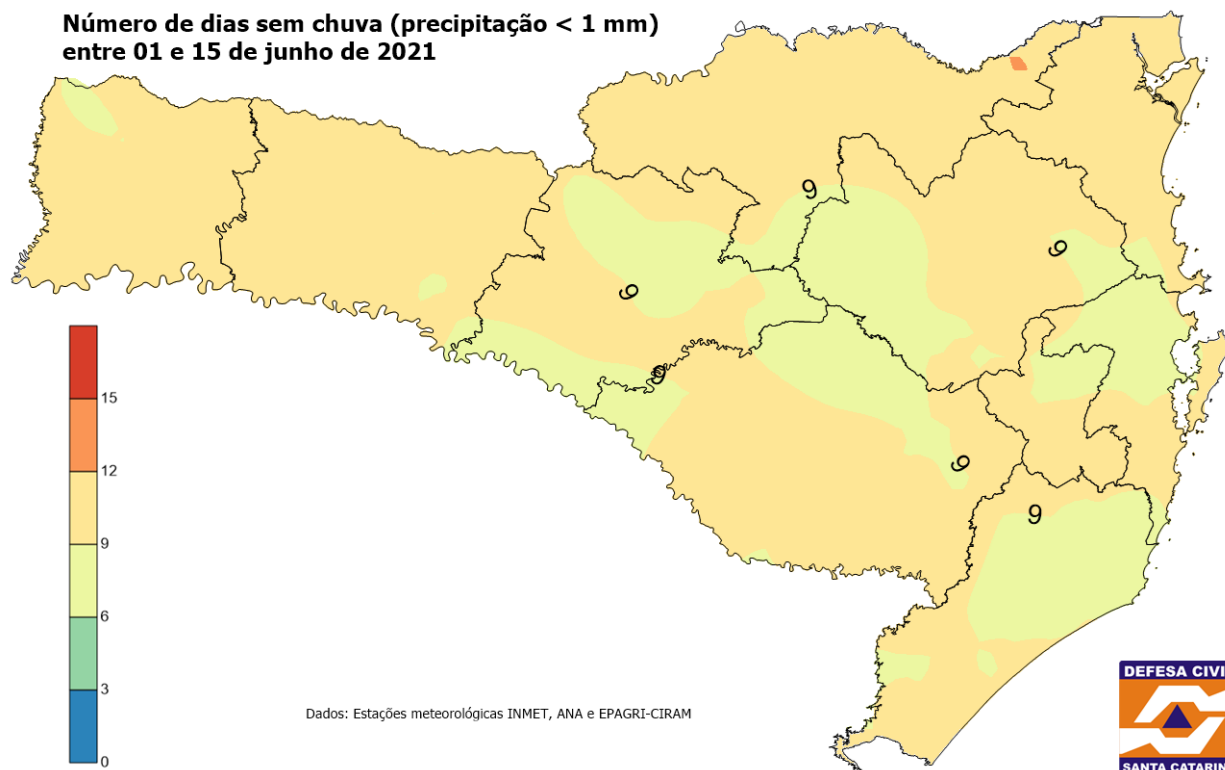 Número de dias sem chuva (precipitação < 1 mm)
entre 01 e 15 de junho de 2021
9
9
9
9
9
9
15
12
9
6
3
0
Dados: Estações meteorológicas INMET, ANA e EPAGRI-CIRAM
DEFESA CIVI
SANTA CATARIN